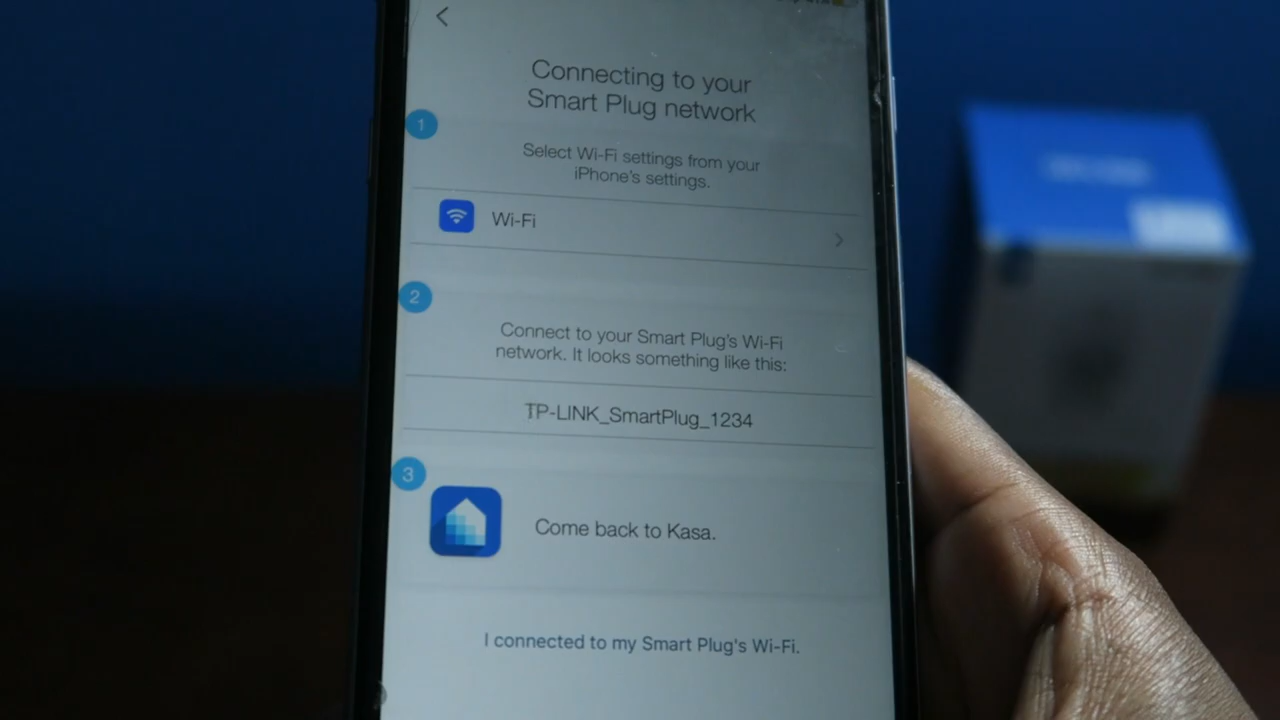 Connecting to your
Smart Plug network
1
Select Wi-Fi settings from your
iPhone's settings.
Wi-Fi
2
Connect to your Smart Plug's Wi-Fi
network. It looks something like this:
TP-LINK_SmartPlug_1234
3
Come back to Kasa.
I connected to my Smart Plug's Wi-Fi.